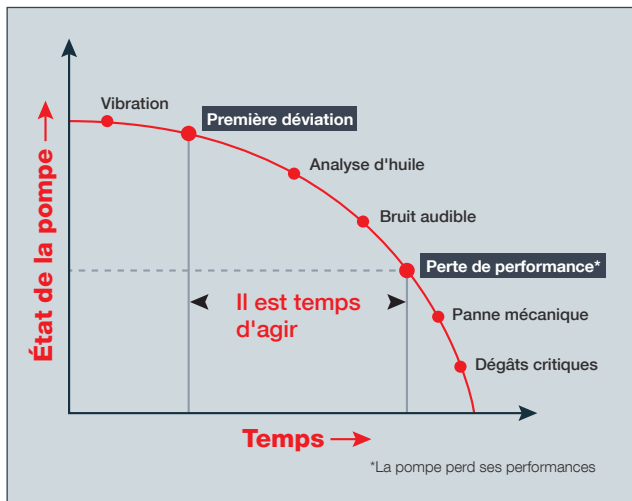 Vibration
Première déviation
Analyse d'huile
Bruit audible
Perte de performance*
Il est temps
d'agir
Panne mécanique
Dégâts critiques
État de la pompe
Temps
*La pompe perd ses performances